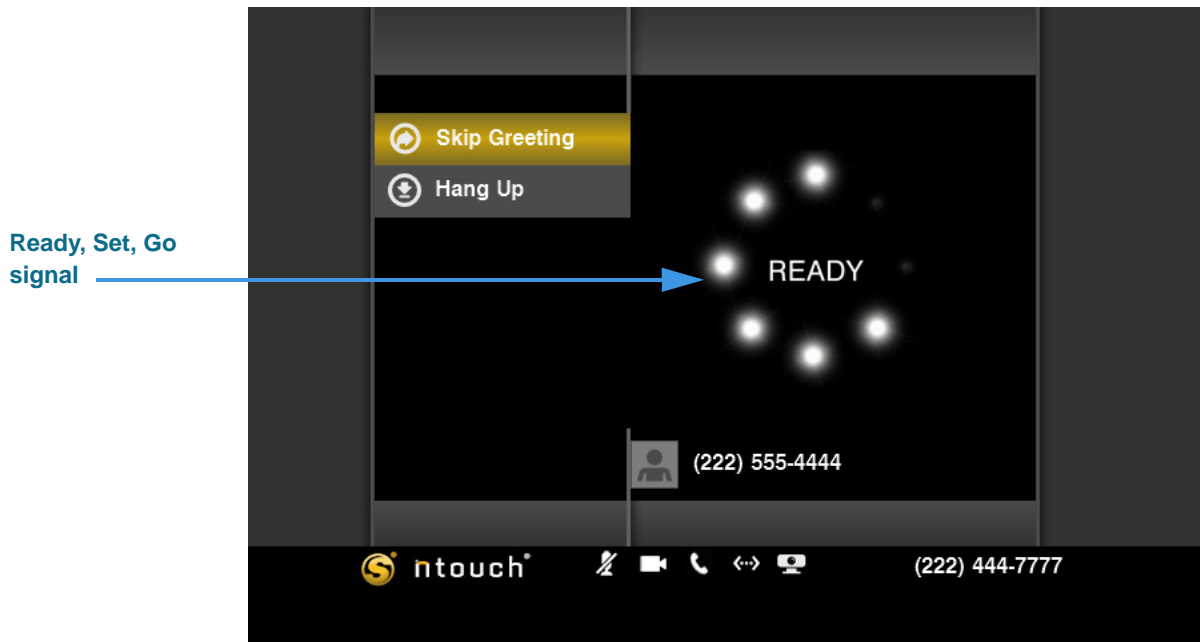 Skip Greeting
Hang Up
Ready, Set, Go
signal
READY
(222) 555-4444
ntouch
(222) 444-7777